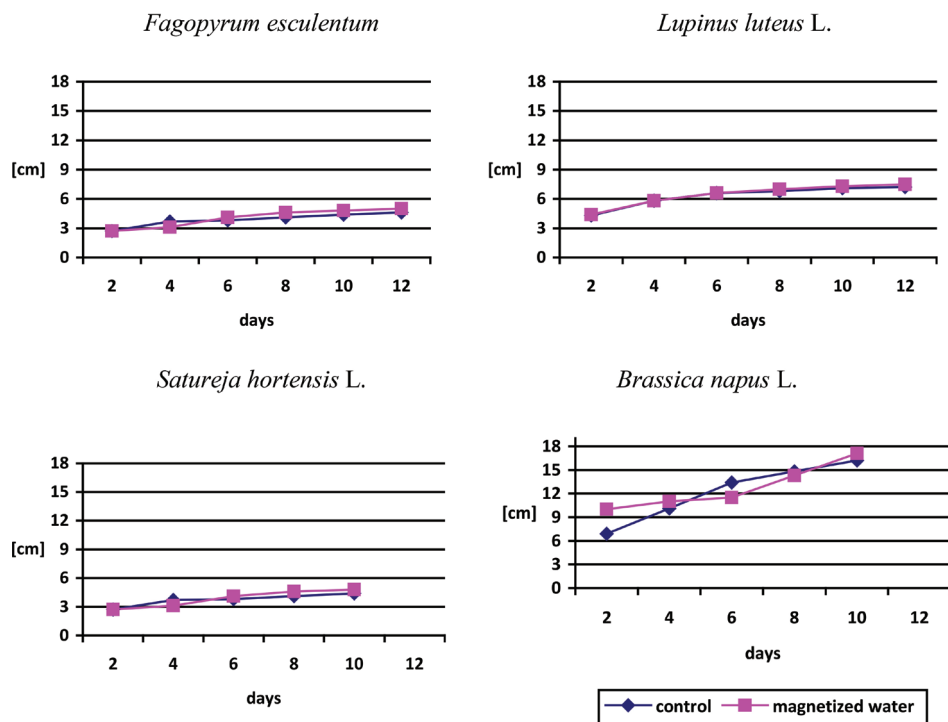 Fagopyrum esculentum
18
15
12
[cm] 9
6
3
0
2 4 6 8 10 12
days
Lupinus luteus L.
18
15
12
[cm] 9
6
3
0
2 4 6 8 10 12
days
Satureja hortensis L.
18
15
12
[cm] 9
6
3
0
2 4 6 8 10 12
days
Brassica napus L.
18
15
12
[cm] 9
6
3
0
2 4 6 8 10 12
days
control magnetized water